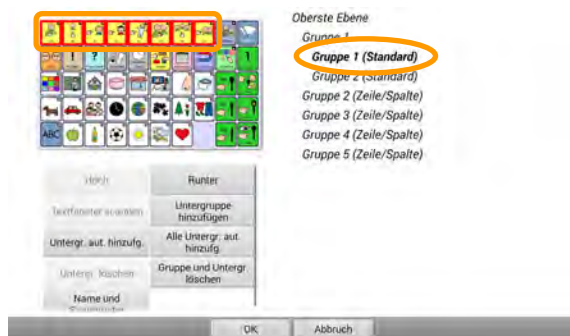 Oberste Ebene
Gruppe 1
Gruppe 1 (Standard)
Gruppe 2 (Standard)
Gruppe 2 (Zeile/Spalte)
Gruppe 3 (Zeile/Spalte)
Gruppe 4 (Zeile/Spalte)
Gruppe 5 (Zeile/Spalte)
ABC
Hoch
Runter
Textfenster scannen
Untergruppe
hinzufügen
Untergr. aut. hinzufg.
Alle Untergr. aut.
hinzufg.
Untergr. löschen
Gruppe und Untergr.
löschen
Name und
OK
Abbruch